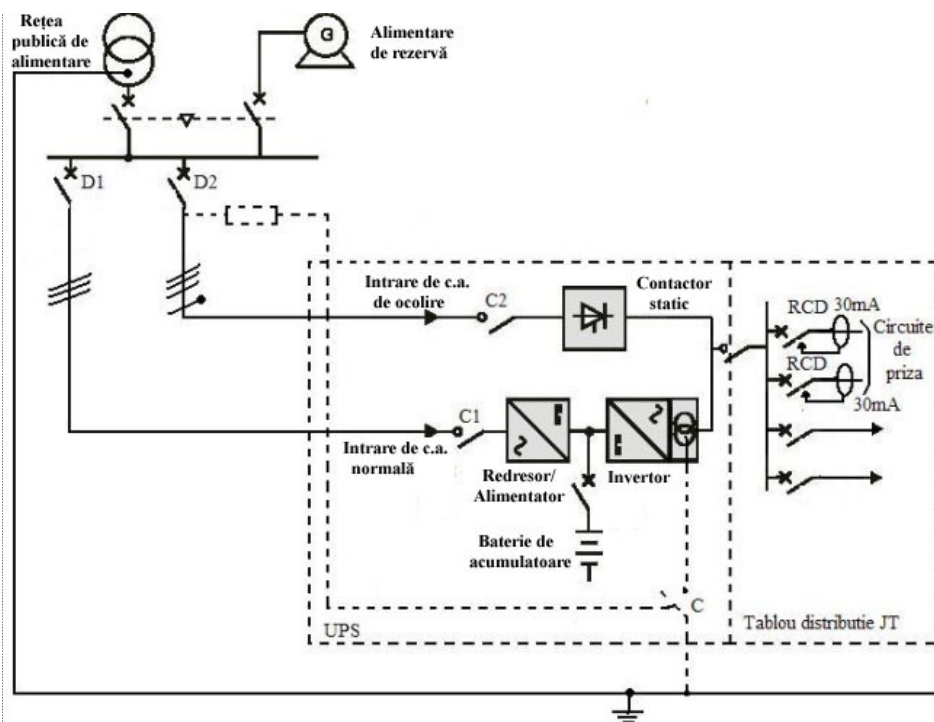 Rețea
publică de
alimentare
G
Alimentare
de rezervă
D1
D2
Intrare de c.a.
de ocolire
C2
Contactor
static
RCD 30mA
Circuite
de
priza
RCD
30mA
C1
Intrare de c.a.
normală
Redresor/
Alimentator
Invertor
Baterie de
acumulatoare
C
UPS
Tablou distributie JT